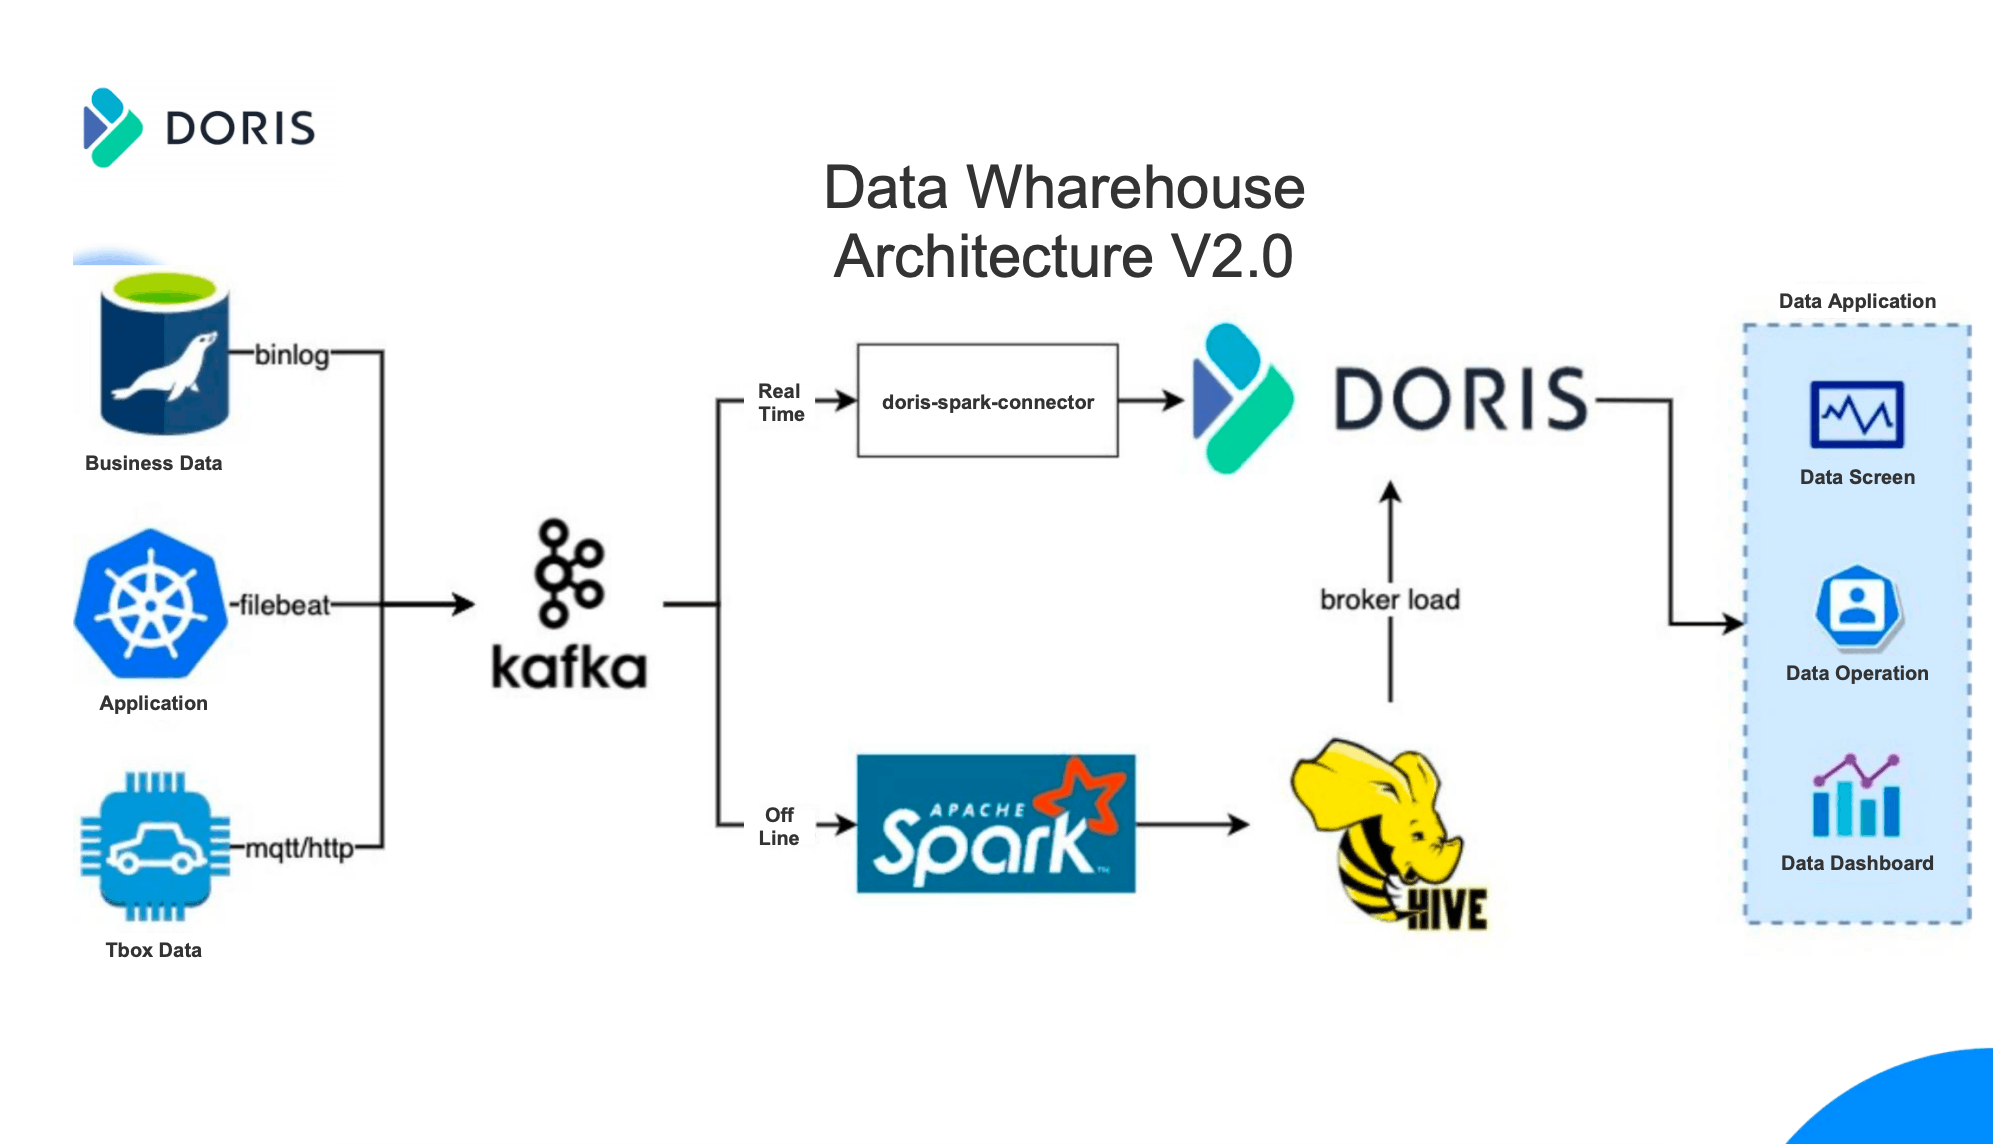 DORIS
Data Wharehouse
Architecture V2.0
binlog
Business Data
filebeat
Application
mqtt/http
Tbox Data
kafka
Real
Time
doris-spark-connector
DORIS
broker load
Off
Line
APACHE
Spark™
HIVE
Data Application
Data Screen
Data Operation
Data Dashboard